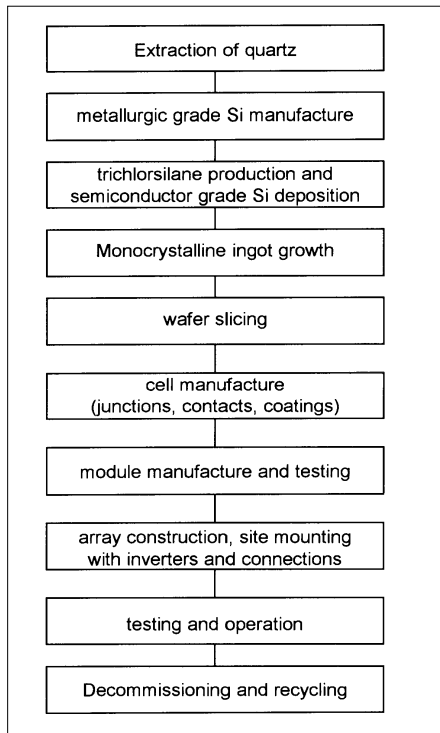 Extraction of quartz
metallurgic grade Si manufacture
trichlorsilane production and
semiconductor grade Si deposition
Monocrystalline ingot growth
wafer slicing
cell manufacture
(junctions, contacts, coatings)
module manufacture and testing
array construction, site mounting
with inverters and connections
testing and operation
Decommissioning and recycling